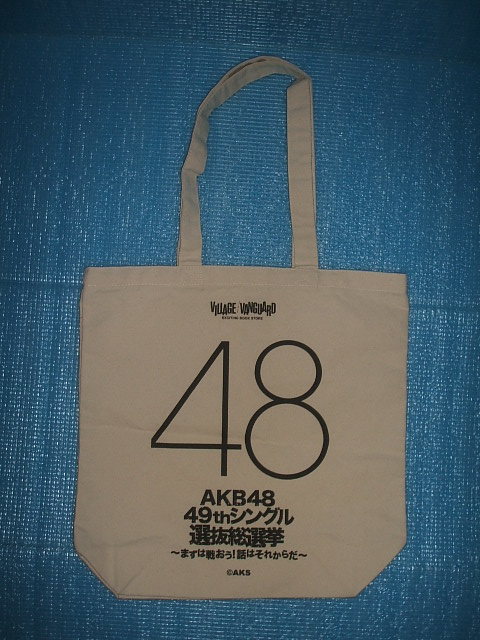 VILLAGE/VANGUARD
EXCITING BOOK STORE
48
AKB48
49thシングル
選抜総選挙
～まずは戦おう!話はそれからだ～
©AKS